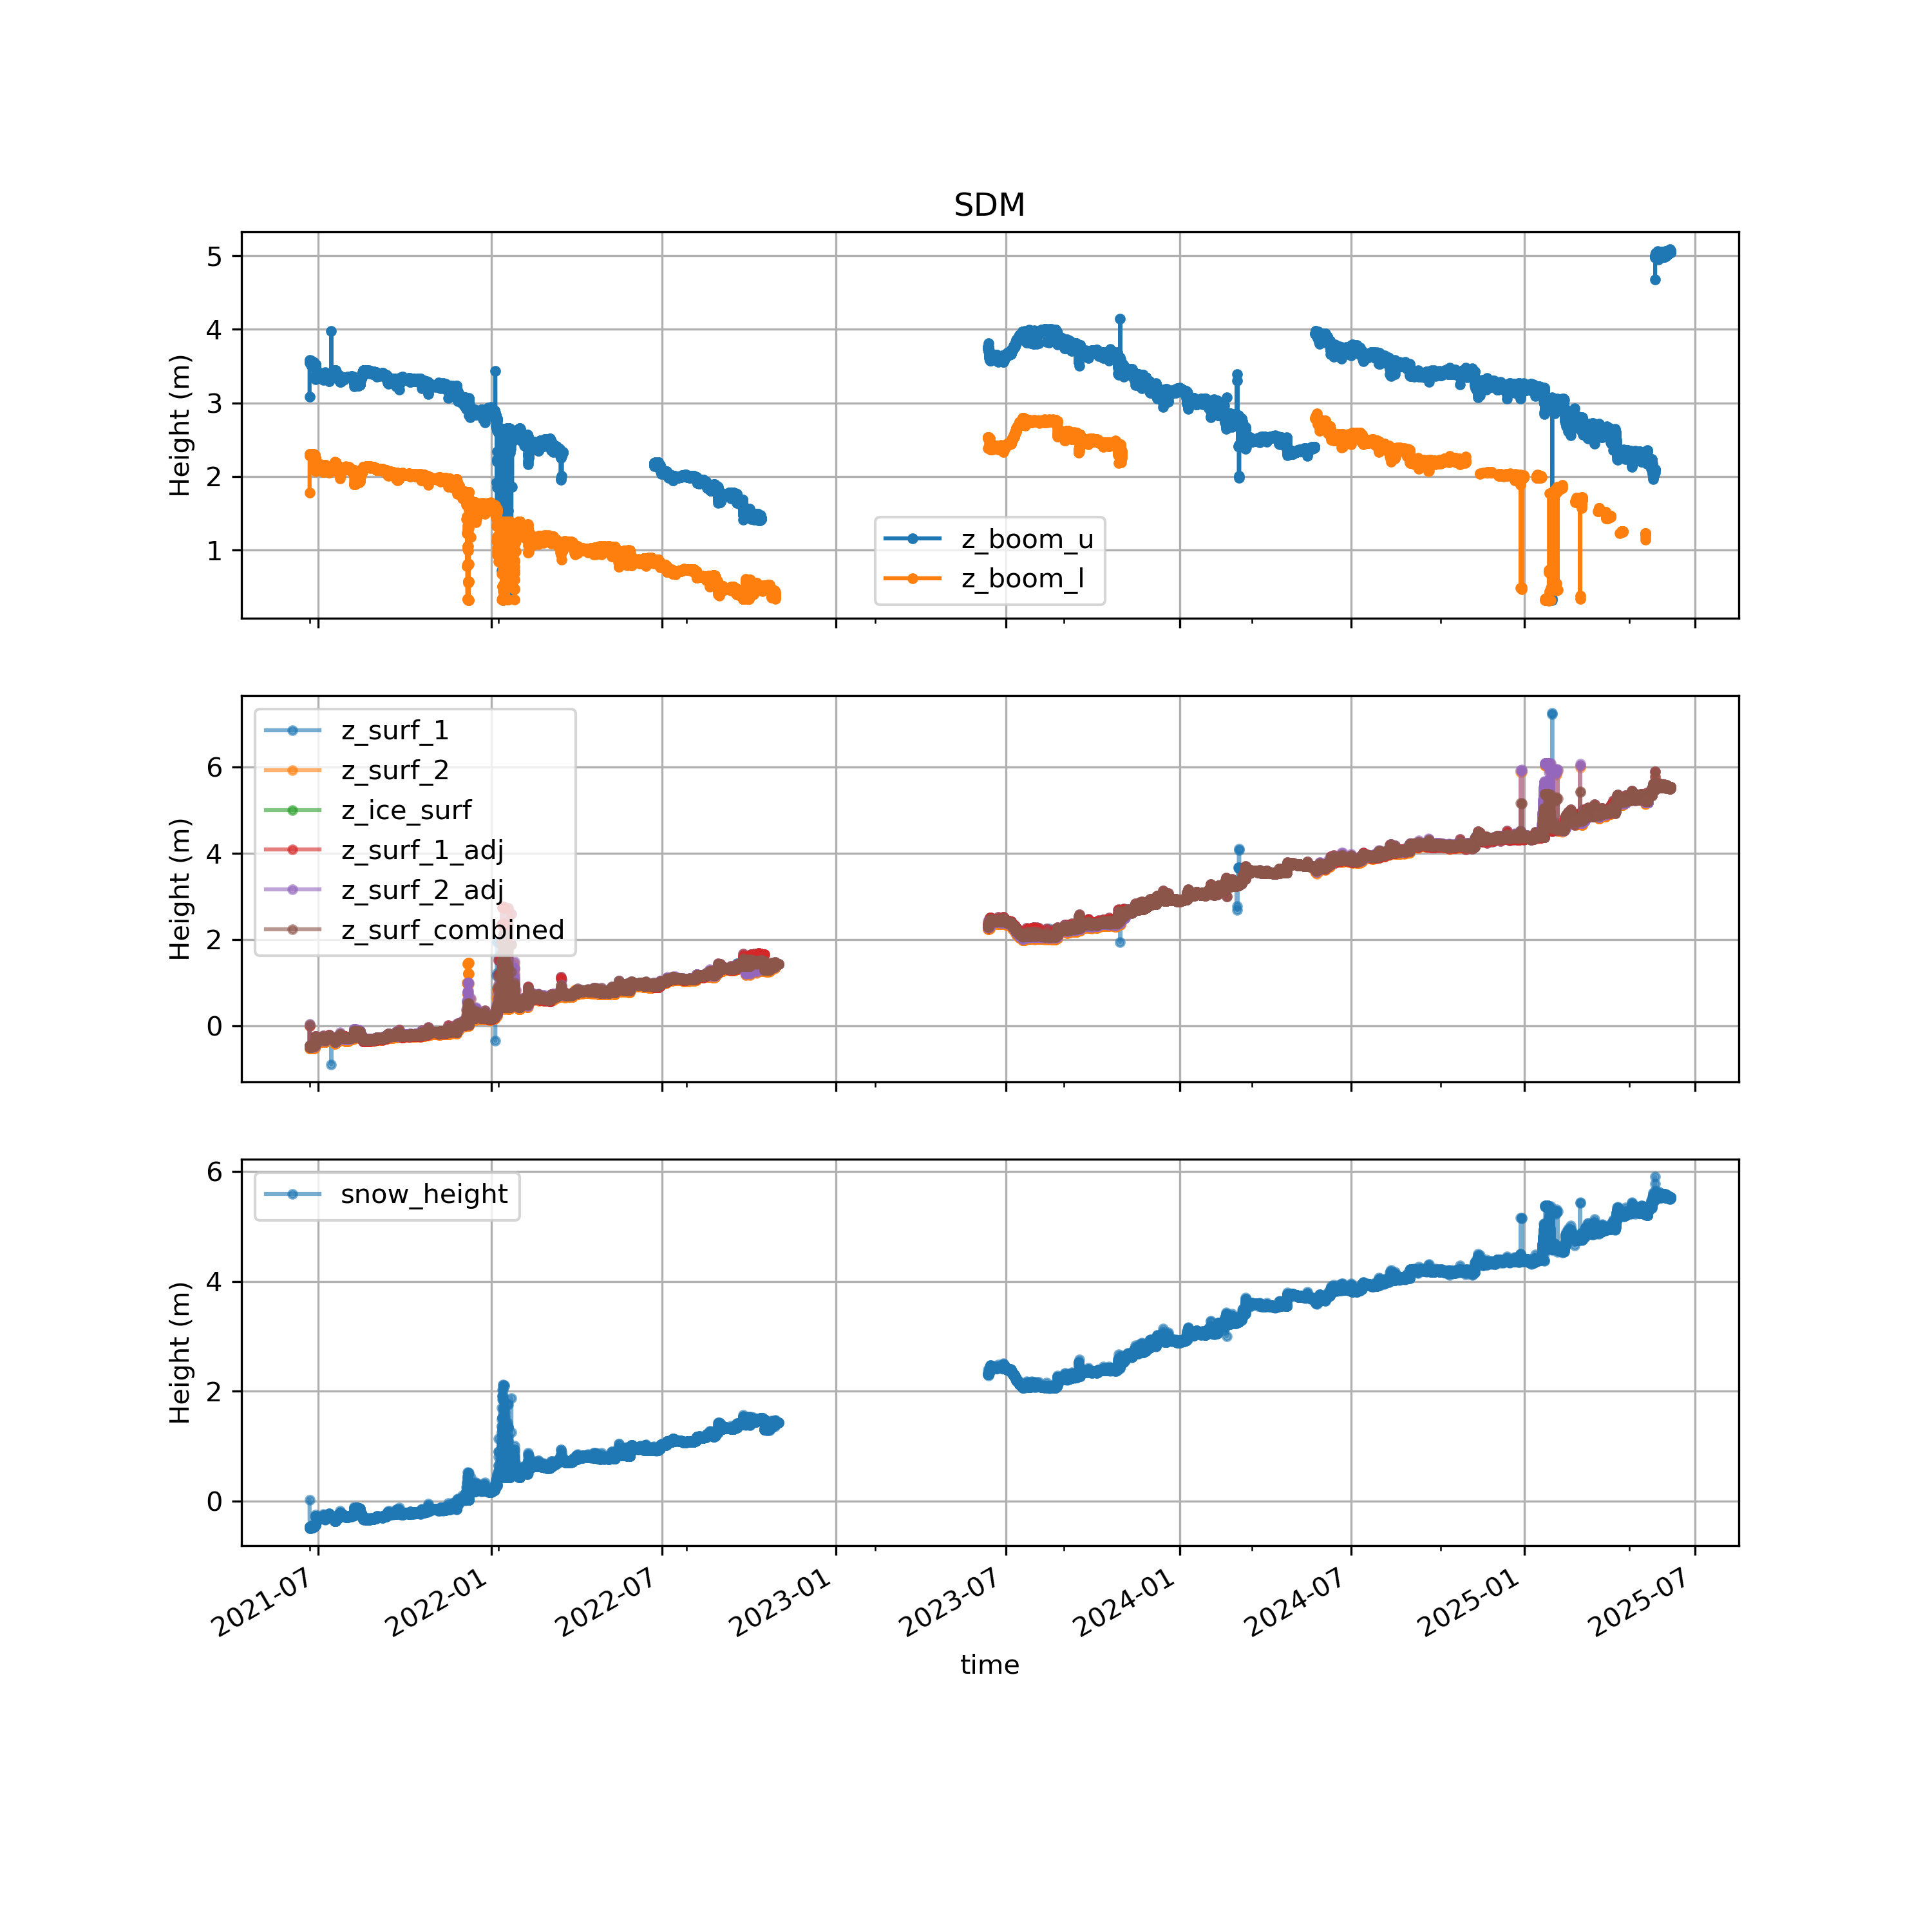 SDM
5
4
3
2
1
Height (m)
z_boom_u
z_boom_l
6
4
2
0
Height (m)
z_surf_1
z_surf_2
z_ice_surf
z_surf_1_adj
z_surf_2_adj
z_surf_combined
6
4
2
0
Height (m)
snow_height
2021-07
2022-01
2022-07
2023-01
2023-07
2024-01
2024-07
2025-01
2025-07
time